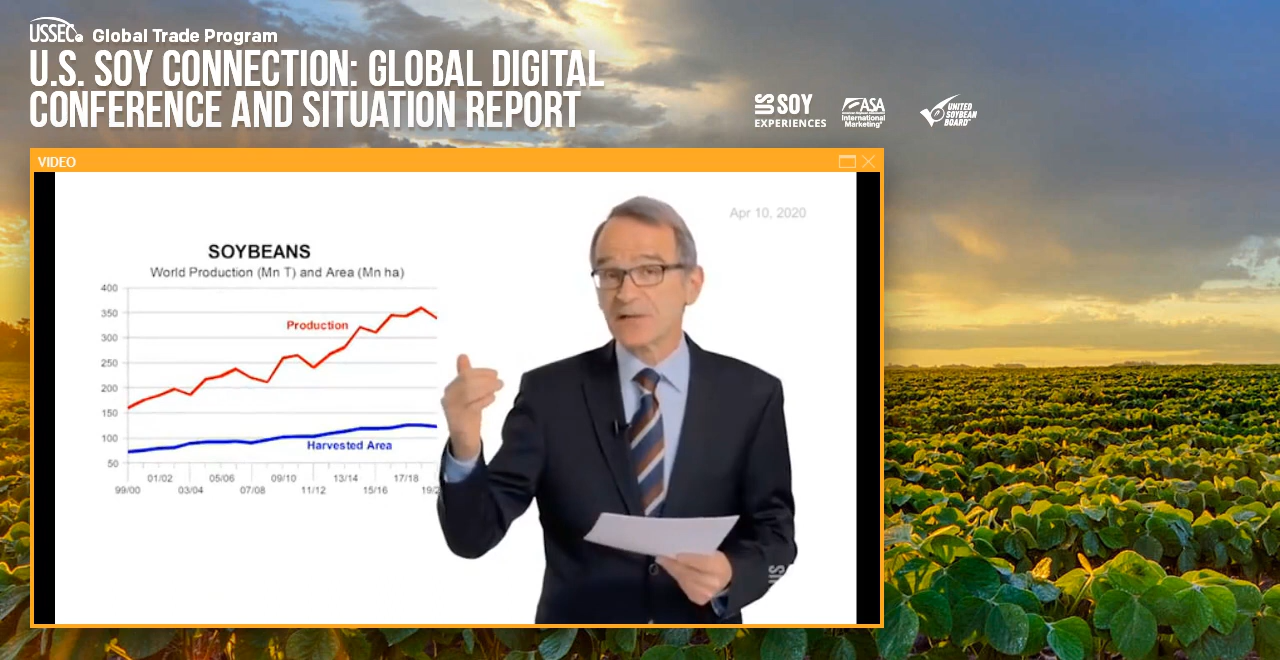 USSEC Global Trade Program
U.S. SOY CONNECTION: GLOBAL DIGITAL
CONFERENCE AND SITUATION REPORT
US SOY
EXPERIENCES
ASA
International
Marketing
UNITED
SOYBEAN
BOARD
VIDEO
Apr 10, 2020
SOYBEANS
World Production (Mn T) and Area (Mn ha)
400
350
Production
300
250
200
150
100
Harvested Area
50
01/02 05/06 09/10 13/14 17/18
99/00 03/04 07/08 11/12 15/16 19/2
US